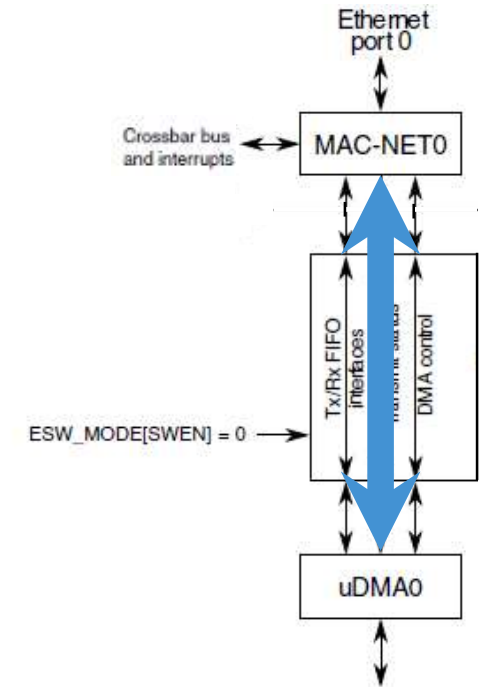 Ethernet
port 0
Crossbar bus
and interrupts
MAC-NET0
Tx/Rx FIFO
interfaces
status
DMA control
ESW_MODE[SWEN] = 0
uDMA0